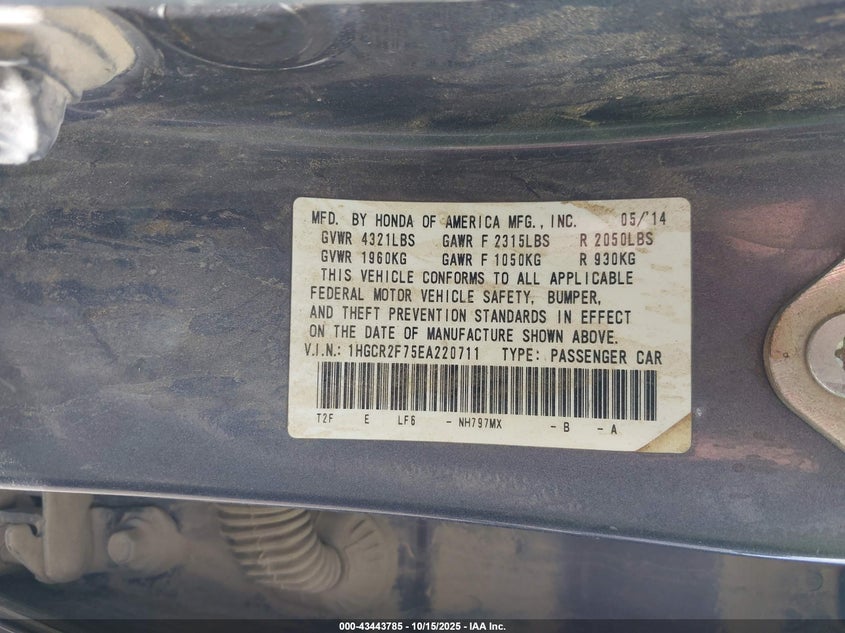 MFD. BY HONDA OF AMERICA MFG., INC. 05/14
GVWR 4321LBS GAWR F 2315LBS R 2050LBS
GVWR 1960KG GAWR F 1050KG R 930KG
THIS VEHICLE CONFORMS TO ALL APPLICABLE
FEDERAL MOTOR VEHICLE SAFETY, BUMPER,
AND THEFT PREVENTION STANDARDS IN EFFECT
ON THE DATE OF MANUFACTURE SHOWN ABOVE.
V.I.N.: 1HGCR2F75EA220711 TYPE: PASSENGER CAR
T2F E LF6 - NH797MX - B - A
000-43443785 - 10/15/2025 - IAA Inc.